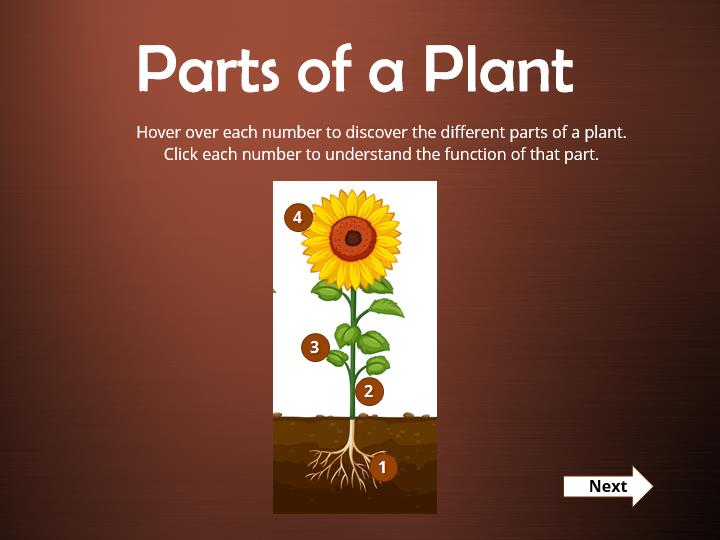 Parts of a Plant
Hover over each number to discover the different parts of a plant.
Click each number to understand the function of that part.
4
3
2
1
Next